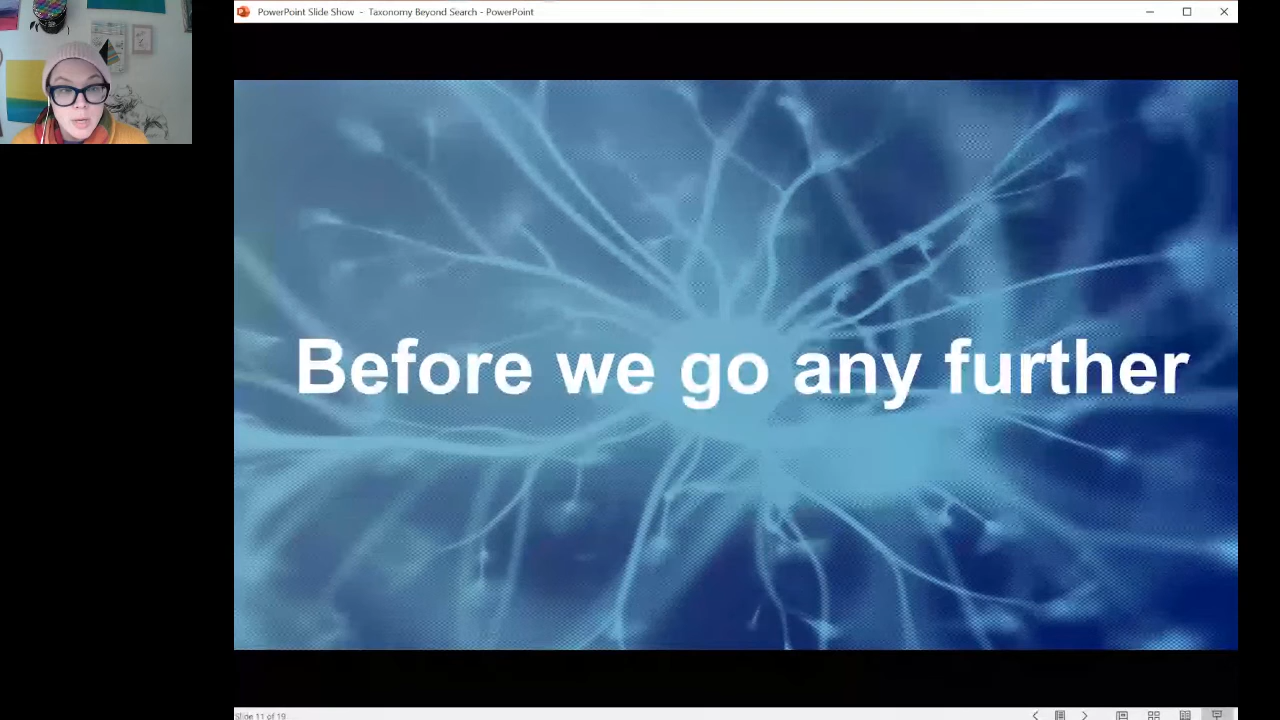 PowerPoint Slide Show - Taxonomy Beyond Search - PowerPoint
Before we go any further
Slide 11 of 19